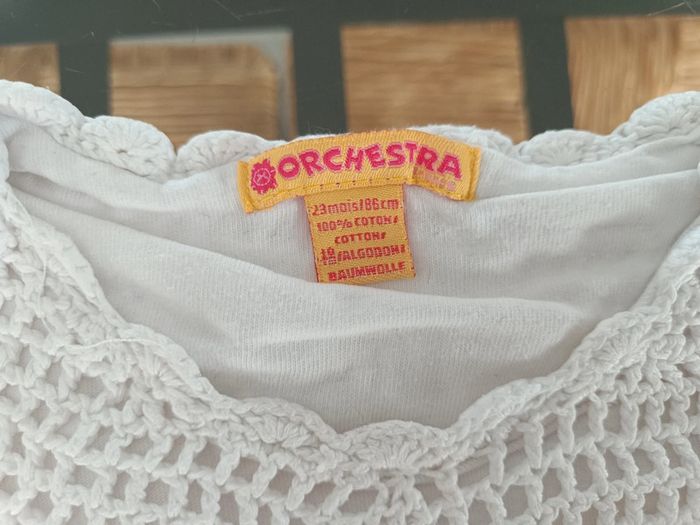 ORCHESTRA
23mois/86cm
100% COTON/
COTTON/
/ALGODON/
BAUMWOLLE